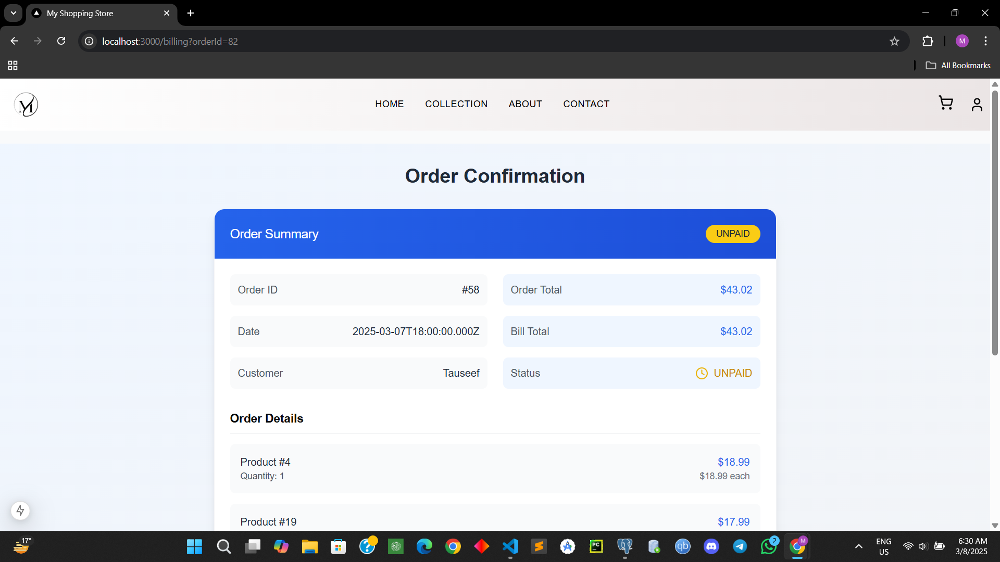 My Shopping Store
localhost:3000/billing?orderId=82
M
All Bookmarks
M
HOME COLLECTION ABOUT CONTACT
Order Confirmation
Order Summary UNPAID
Order ID #58 Order Total $43.02
Date 2025-03-07T18:00:00.000Z Bill Total $43.02
Customer Tauseef Status UNPAID
Order Details
Product #4 $18.99
Quantity: 1 $18.99 each
Product #19 $17.99
17°
PC
qb
2
M
ENG
US
6:30 AM
3/8/2025